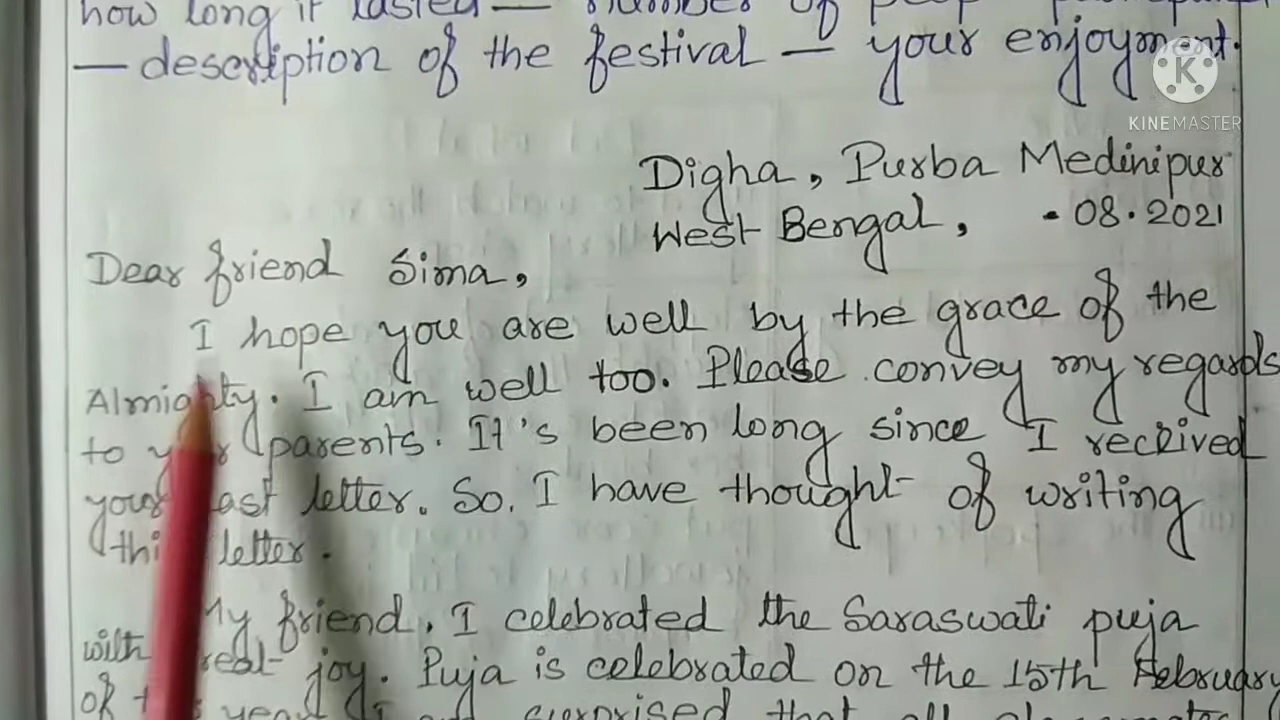 how long it lasted — number of
— description of the festival — your enjoyment.
KINEMASTER
Digha, Purba Medinipur
West Bengal, - 08.2021
Dear friend Sima,
I hope you are well by the grace of the
Almighty. I am well too. Please convey my regards
to your parents. It's been long since I received
your last letter. So, I have thought of writing
this letter.
My friend, I celebrated the Saraswati puja
with great joy. Puja is celebrated on the 15th February
of this year. I surprised that all